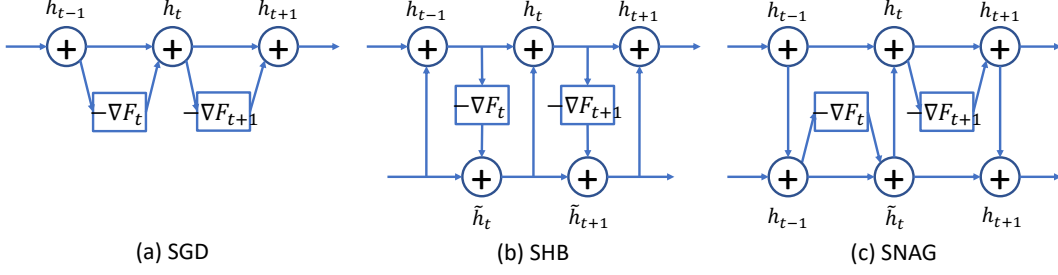 h_{t−1} h_t h_{t+1}
+ + +
−∇F_t −∇F_{t+1}
(a) SGD
h_{t−1} h_t h_{t+1}
+ + +
−∇F_t −∇F_{t+1}
+ +
h̃_t h̃_{t+1}
(b) SHB
h_{t−1} h_t h_{t+1}
+ + +
−∇F_t −∇F_{t+1}
+ + +
h_{t−1} h̃_t h_{t+1}
(c) SNAG